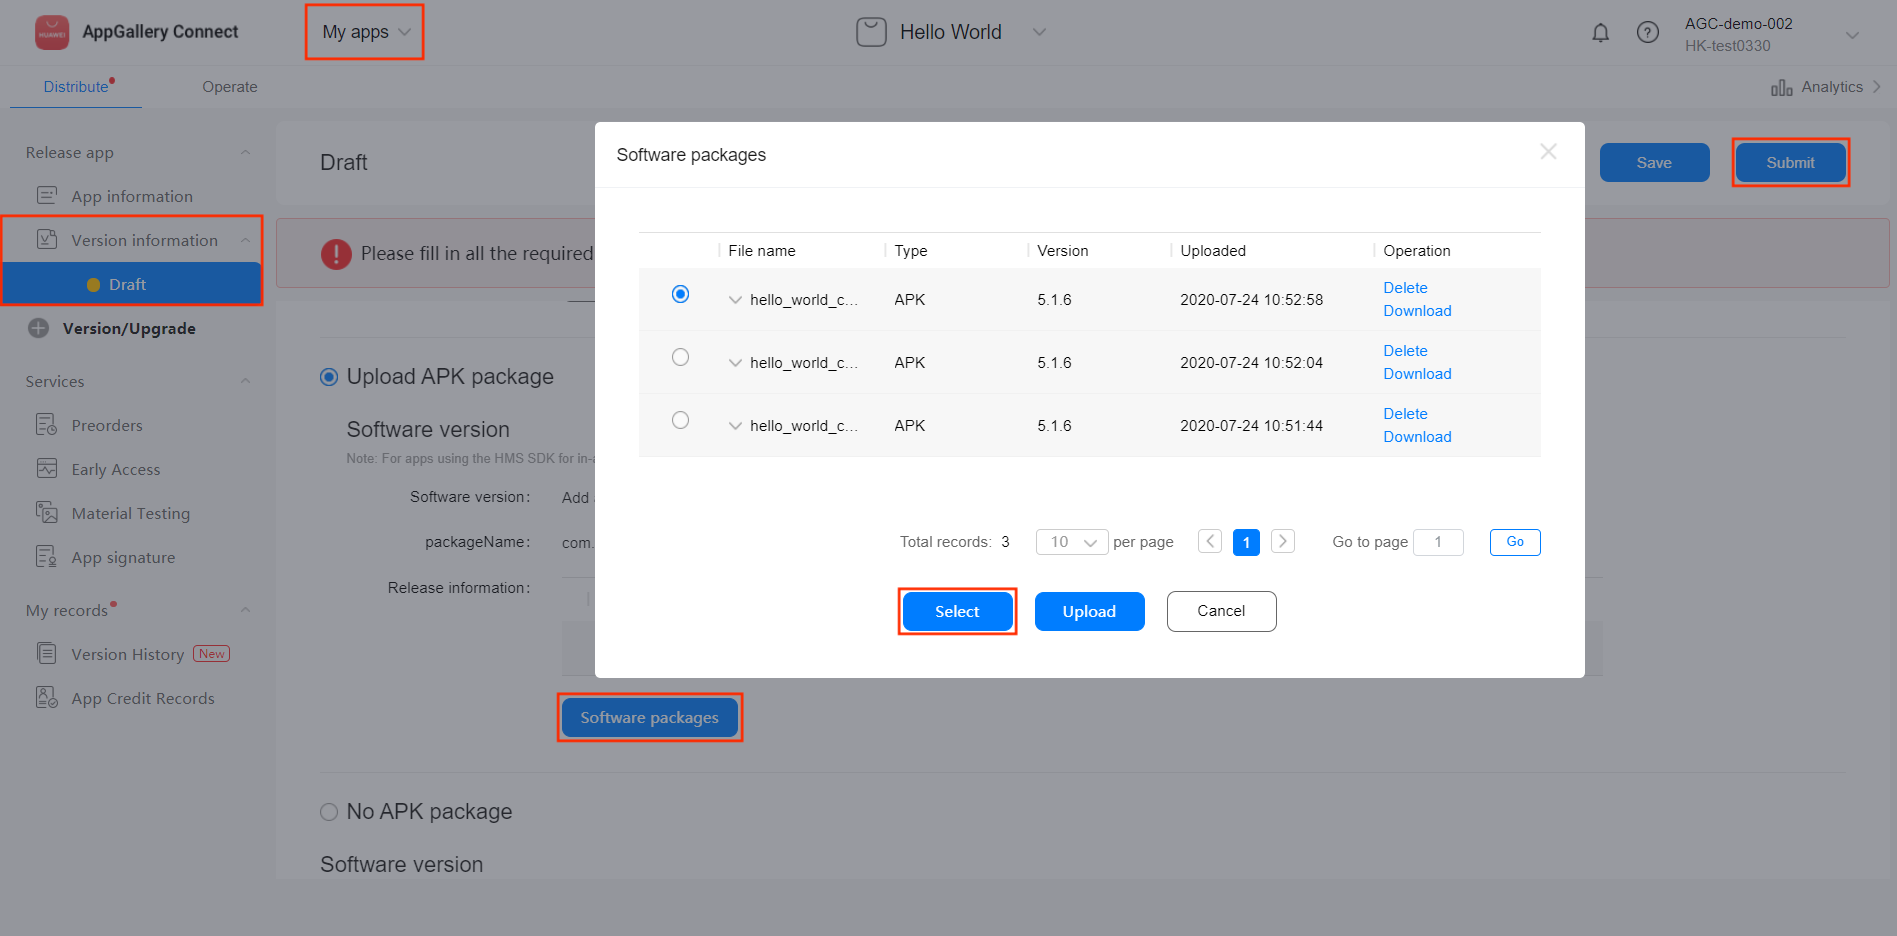 HUAWEI
AppGallery Connect
My apps
Hello World
AGC-demo-002
HK-test0330
Distribute
Operate
Analytics
Release app
App information
Version information
Draft
Version/Upgrade
Services
Preorders
Early Access
Material Testing
App signature
My records
Version History New
App Credit Records
Draft
Save
Submit
Please fill in all the required
Upload APK package
Software version
Note: For apps using the HMS SDK for in-
Software version:
Add
packageName:
com.
Release information:
Software packages
No APK package
Software version
Software packages
File name Type Version Uploaded Operation
hello_world_c... APK 5.1.6 2020-07-24 10:52:58 Delete
Download
hello_world_c... APK 5.1.6 2020-07-24 10:52:04 Delete
Download
hello_world_c... APK 5.1.6 2020-07-24 10:51:44 Delete
Download
Total records: 3 10 per page 1 Go to page 1 Go
Select Upload Cancel